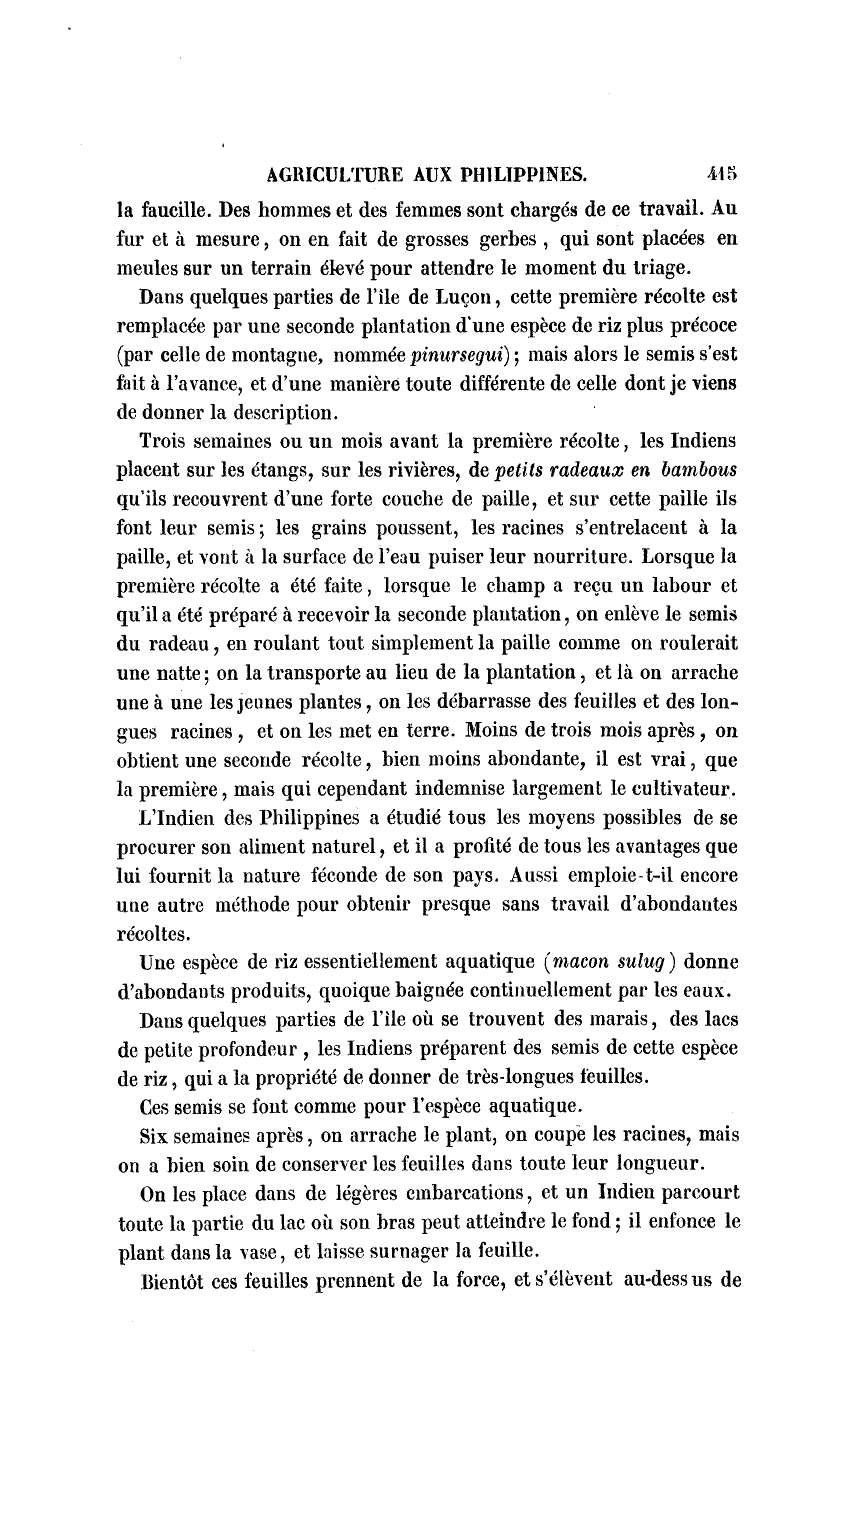 AGRICULTURE AUX PHILIPPINES. 415
la faucille. Des hommes et des femmes sont chargés de ce travail. Au
fur et à mesure, on en fait de grosses gerbes, qui sont placées en
meules sur un terrain élevé pour attendre le moment du triage.
Dans quelques parties de l'île de Luçon, cette première récolte est
remplacée par une seconde plantation d'une espèce de riz plus précoce
(par celle de montagne, nommée pinursegui); mais alors le semis s'est
fait à l'avance, et d'une manière toute différente de celle dont je viens
de donner la description.
Trois semaines ou un mois avant la première récolte, les Indiens
placent sur les étangs, sur les rivières, de petits radeaux en bambous
qu'ils recouvrent d'une forte couche de paille, et sur cette paille ils
font leur semis; les grains poussent, les racines s'entrelacent à la
paille, et vont à la surface de l'eau puiser leur nourriture. Lorsque la
première récolte a été faite, lorsque le champ a reçu un labour et
qu'il a été préparé à recevoir la seconde plantation, on enlève le semis
du radeau, en roulant tout simplement la paille comme on roulerait
une natte; on la transporte au lieu de la plantation, et là on arrache
une à une les jeunes plantes, on les débarrasse des feuilles et des lon-
gues racines, et on les met en terre. Moins de trois mois après, on
obtient une seconde récolte, bien moins abondante, il est vrai, que
la première, mais qui cependant indemnise largement le cultivateur.
L'Indien des Philippines a étudié tous les moyens possibles de se
procurer son aliment naturel, et il a profité de tous les avantages que
lui fournit la nature féconde de son pays. Aussi emploie-t-il encore
une autre méthode pour obtenir presque sans travail d'abondantes
récoltes.
Une espèce de riz essentiellement aquatique (macon sulug) donne
d'abondants produits, quoique baignée continuellement par les eaux.
Dans quelques parties de l'île où se trouvent des marais, des lacs
de petite profondeur, les Indiens préparent des semis de cette espèce
de riz, qui a la propriété de donner de très-longues feuilles.
Ces semis se font comme pour l'espèce aquatique.
Six semaines après, on arrache le plant, on coupe les racines, mais
on a bien soin de conserver les feuilles dans toute leur longueur.
On les place dans de légères embarcations, et un Indien parcourt
toute la partie du lac où son bras peut atteindre le fond; il enfonce le
plant dans la vase, et laisse surnager la feuille.
Bientôt ces feuilles prennent de la force, et s'élèvent au-dessus de